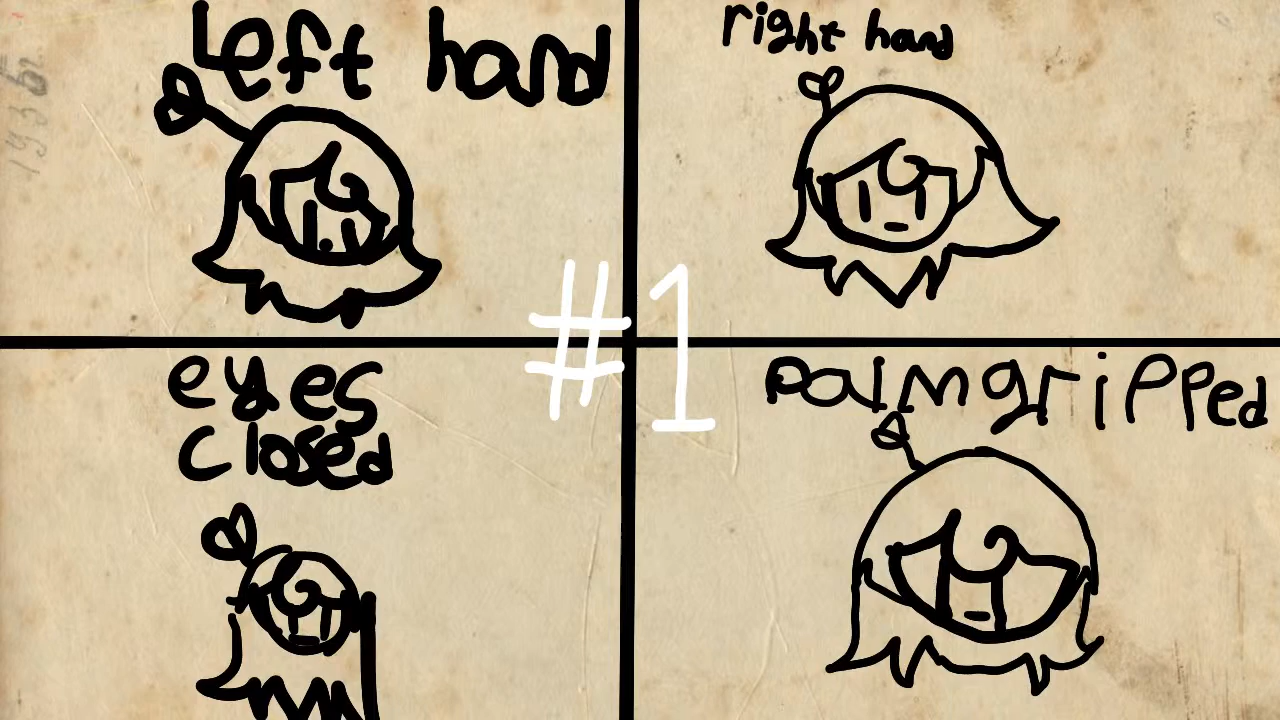 left hand
right hand
#1
eyes
closed
palmgripped